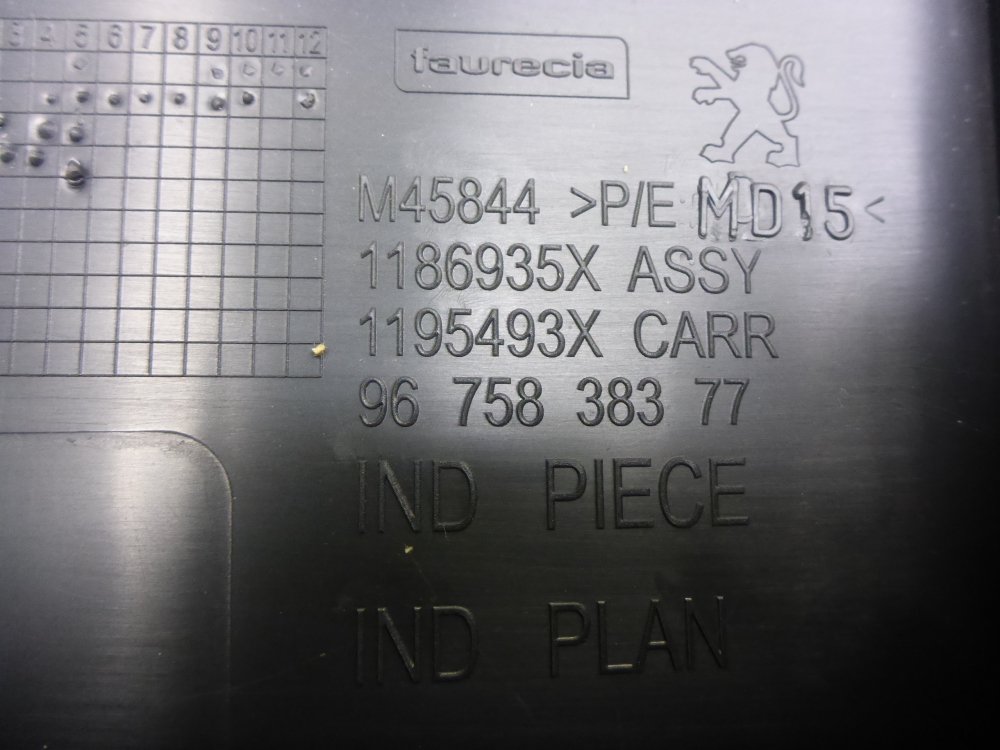 3 4 5 6 7 8 9 10 11 12
faurecia
M45844 >P/E MD15<
1186935X ASSY
1195493X CARR
96 758 383 77
IND PIECE
IND PLAN